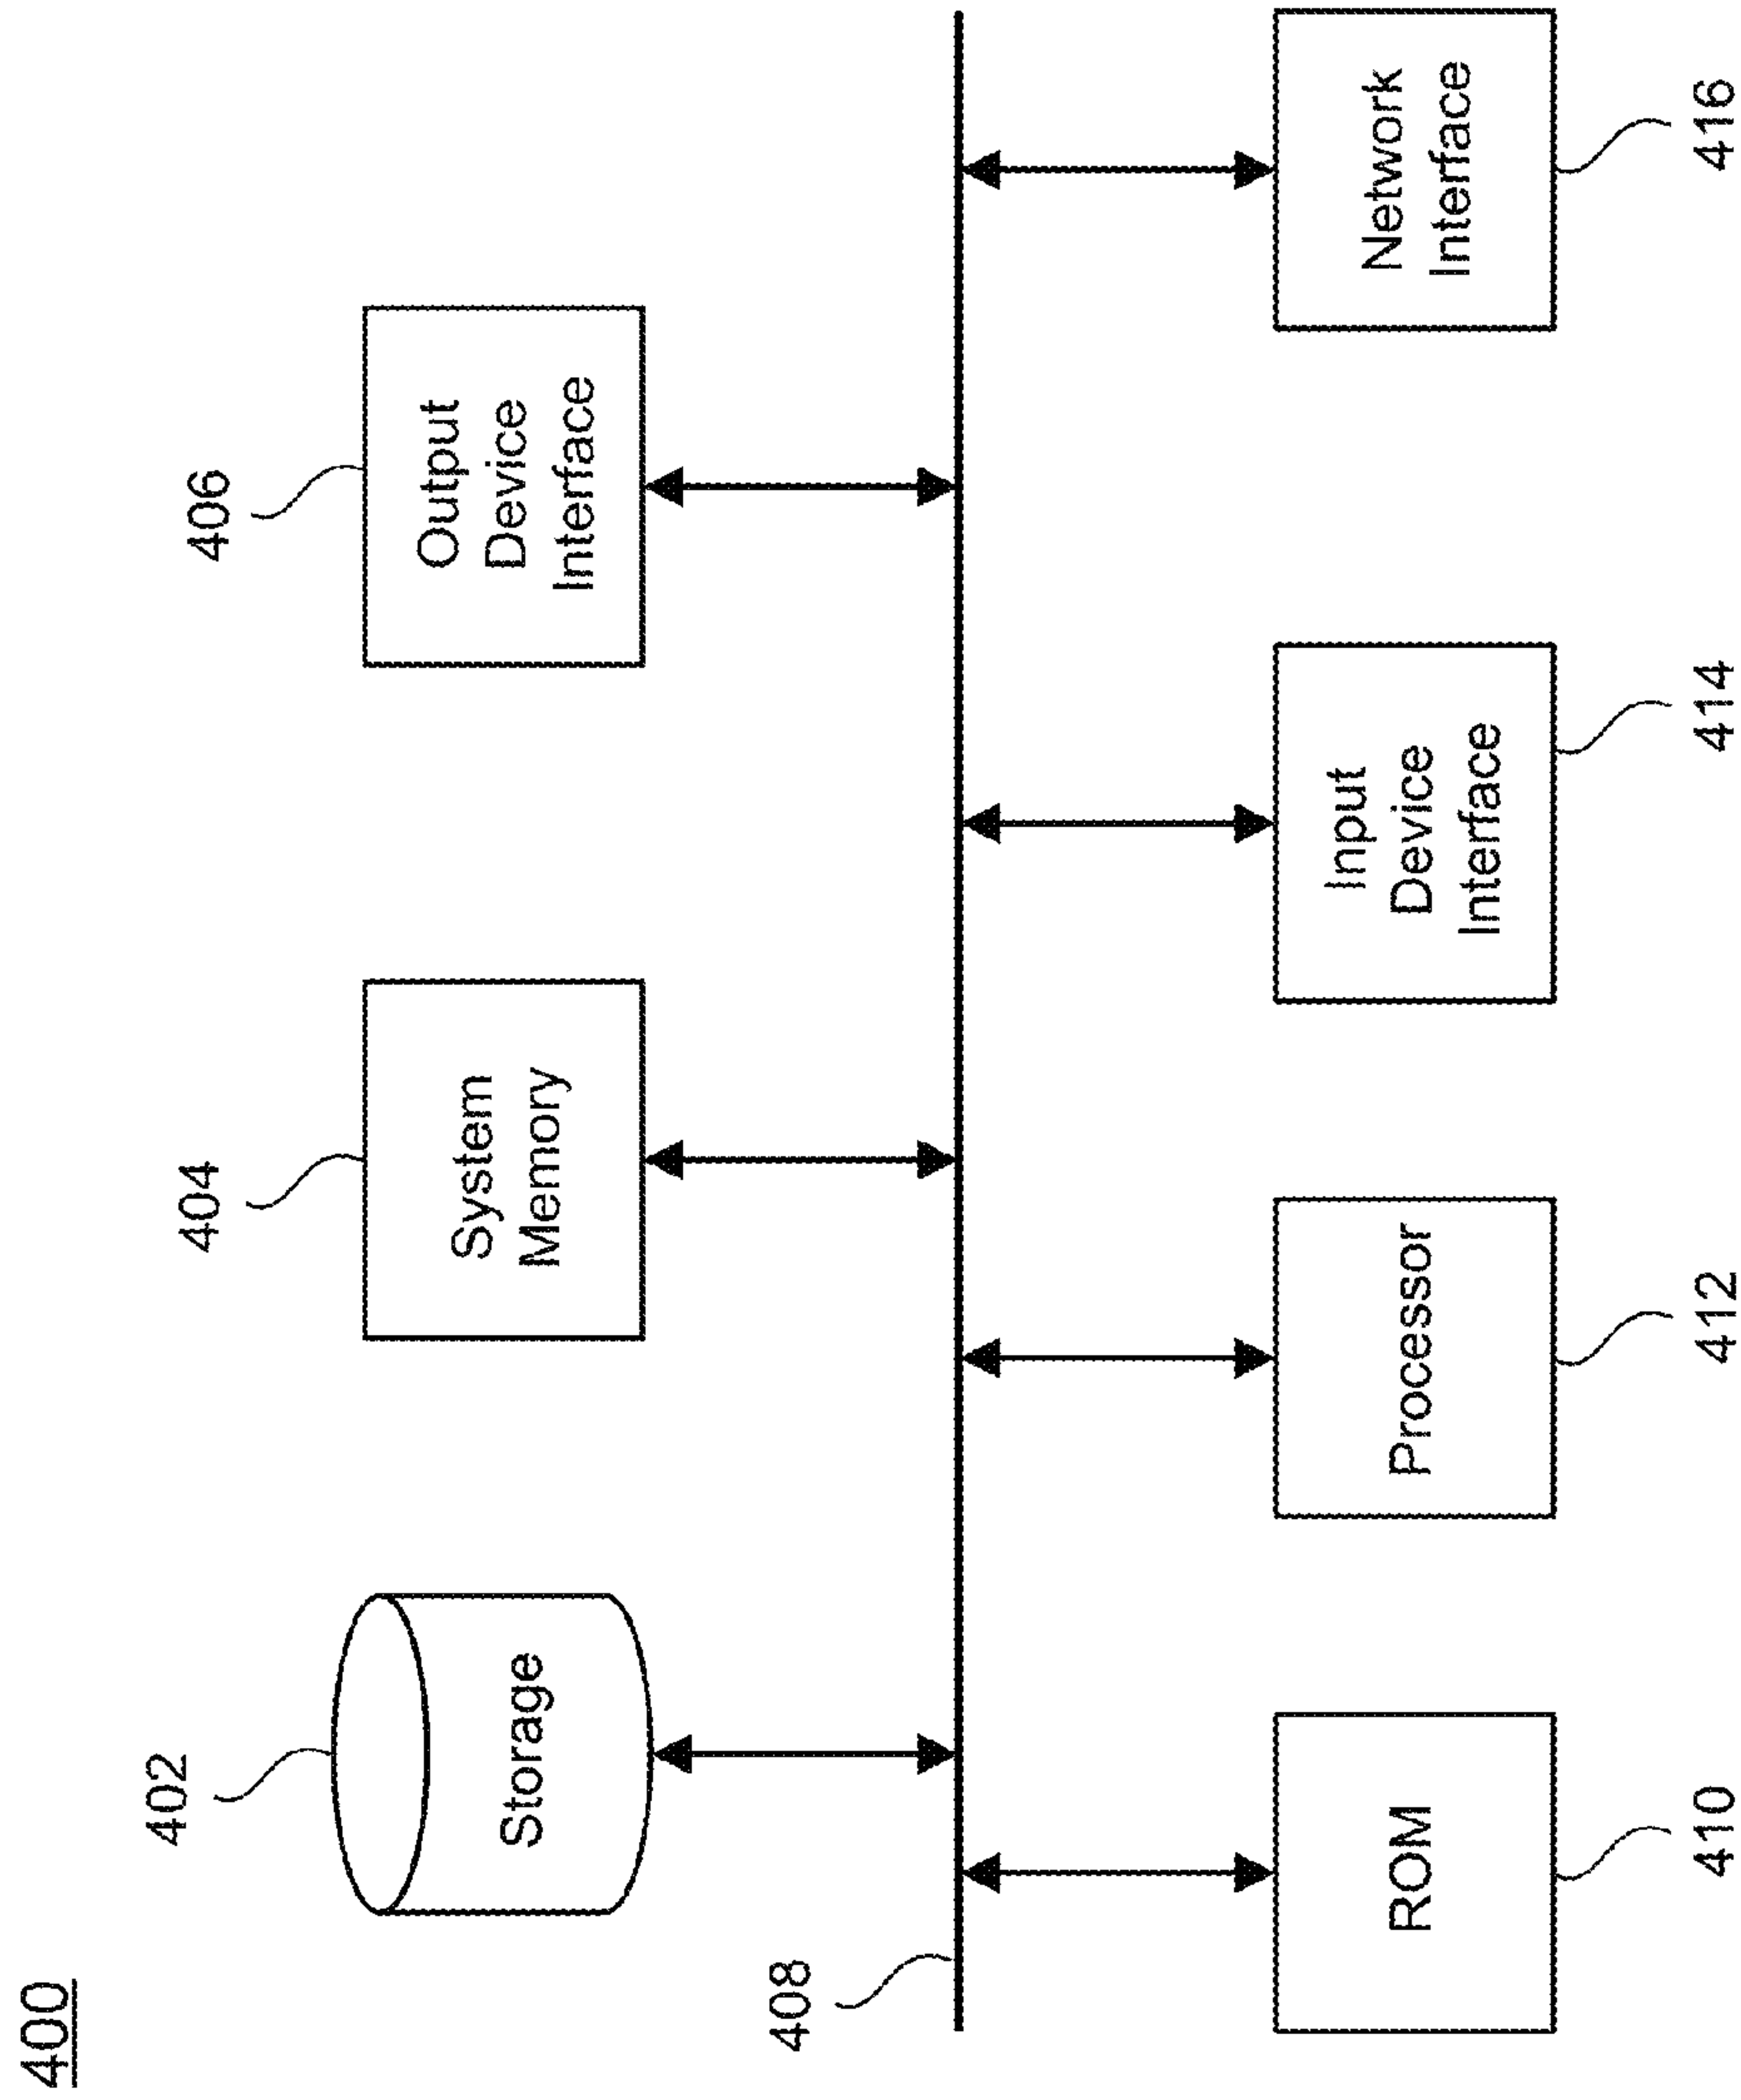 400
402
404
406
Storage
System
Memory
Output
Device
Interface
408
ROM
Processor
Input
Device
Interface
Network
Interface
410
412
414
416